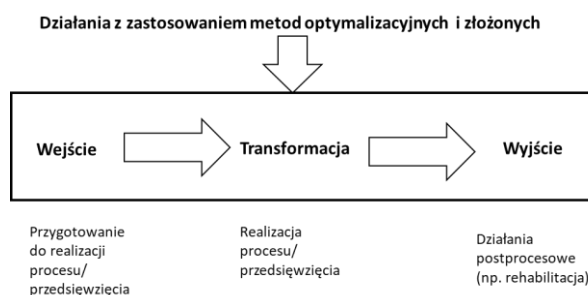 Działania z zastosowaniem metod optymalizacyjnych i złożonych
Wejście
Transformacja
Wyjście
Przygotowanie
do realizacji
procesu/
przedsięwzięcia
Realizacja
procesu/
przedsięwzięcia
Działania
postprocesowe
(np. rehabilitacja)